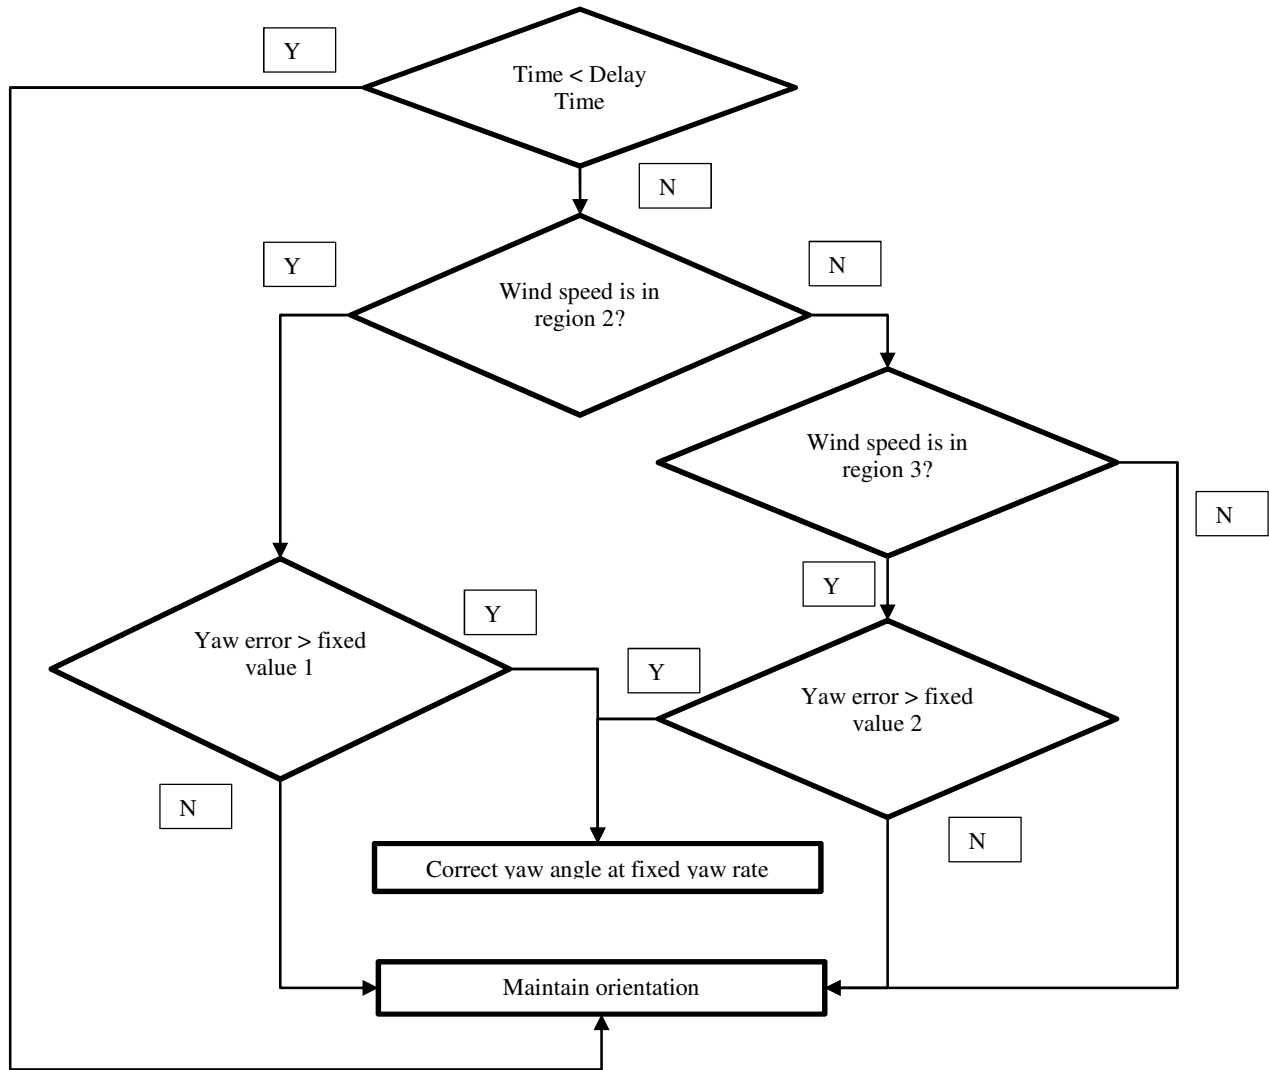 Y
Time < Delay
Time
N
Y
N
Wind speed is in
region 2?
Wind speed is in
region 3?
N
Y
Y
Yaw error > fixed
value 1
Y
Yaw error > fixed
value 2
N
N
Correct yaw angle at fixed yaw rate
Maintain orientation